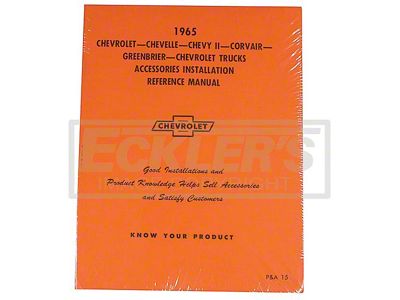 1965
CHEVROLET—CHEVELLE—CHEVY II—CORVAIR—
GREENBRIER—CHEVROLET TRUCKS
ACCESSORIES INSTALLATION
REFERENCE MANUAL
CHEVROLET
ECKLER'S
Good Installations and
Product Knowledge Helps Sell Accessories
and Satisfy Customers
KNOW YOUR PRODUCT
P&A 15